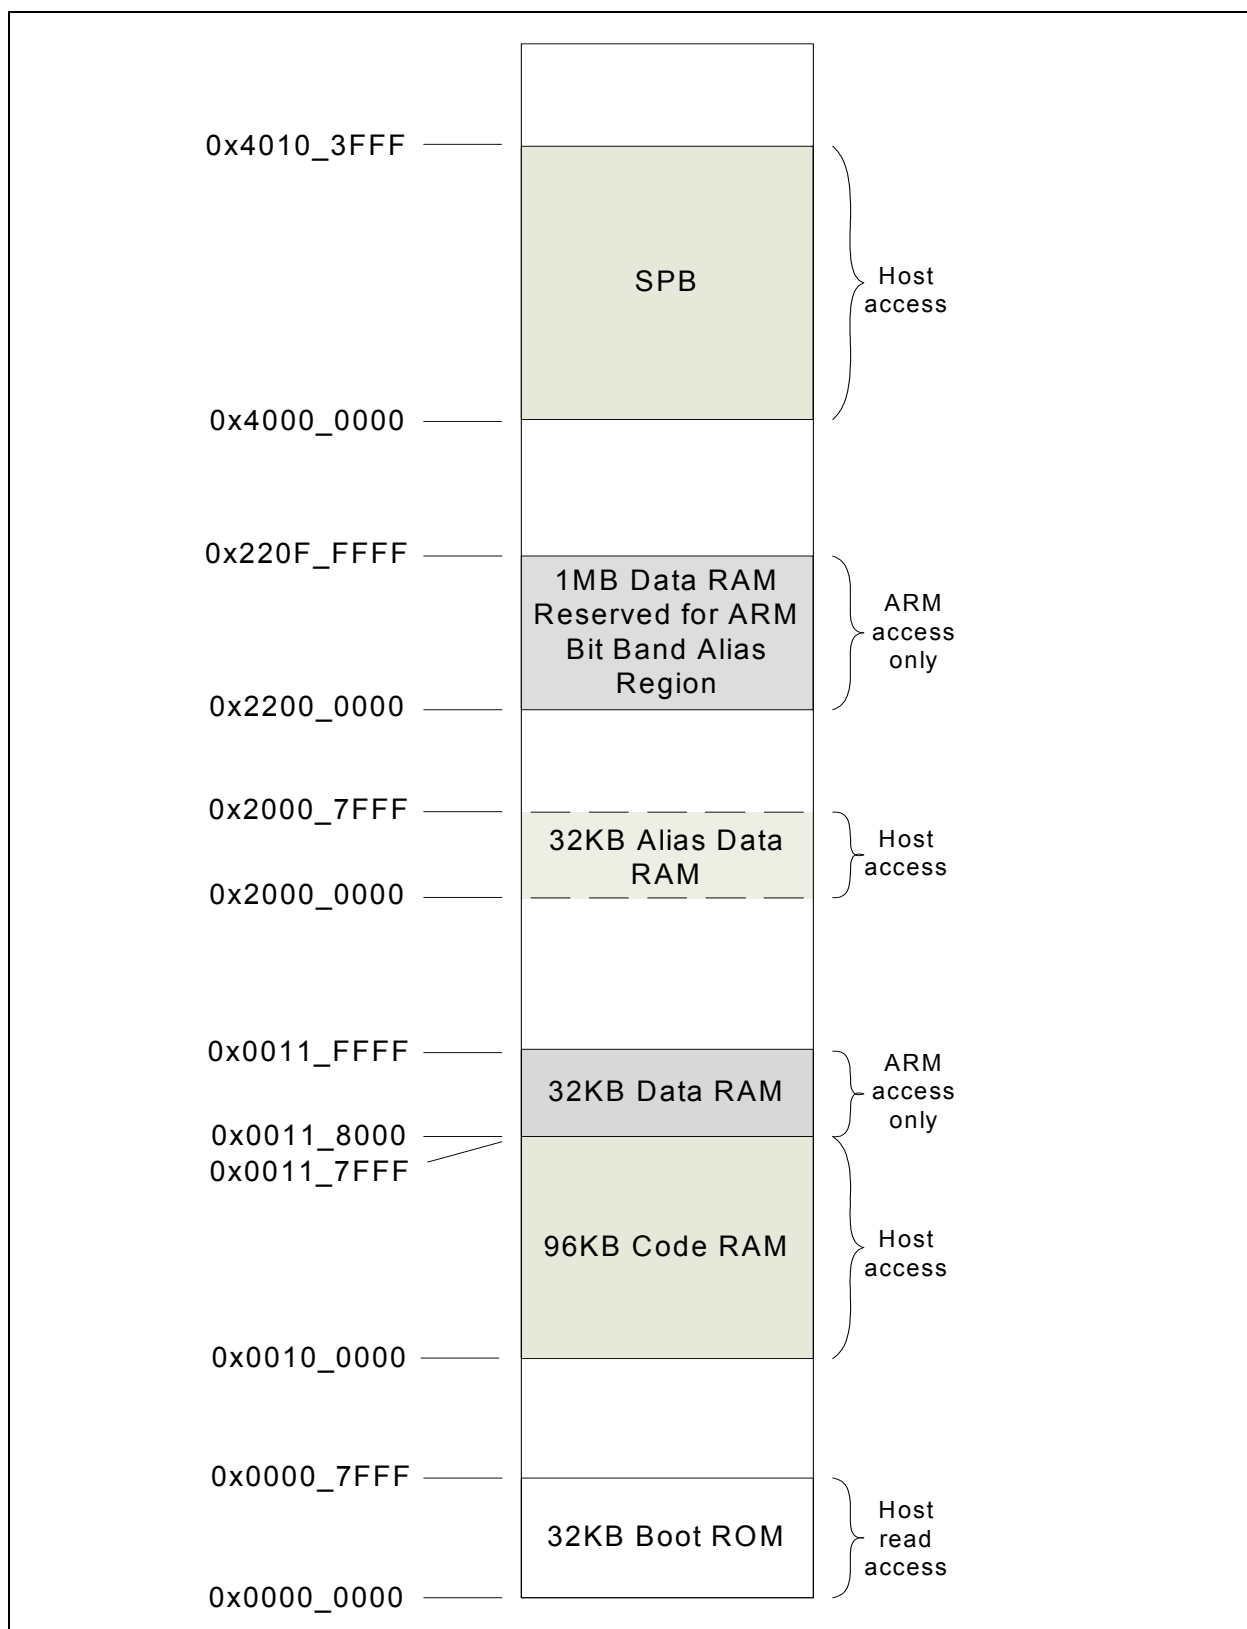 0x4010_3FFF
SPB
Host
access
0x4000_0000
0x220F_FFFF
1MB Data RAM
Reserved for ARM
Bit Band Alias
Region
ARM
access
only
0x2200_0000
0x2000_7FFF
32KB Alias Data
RAM
Host
access
0x2000_0000
0x0011_FFFF
32KB Data RAM
ARM
access
only
0x0011_8000
0x0011_7FFF
96KB Code RAM
Host
access
0x0010_0000
0x0000_7FFF
32KB Boot ROM
Host
read
access
0x0000_0000